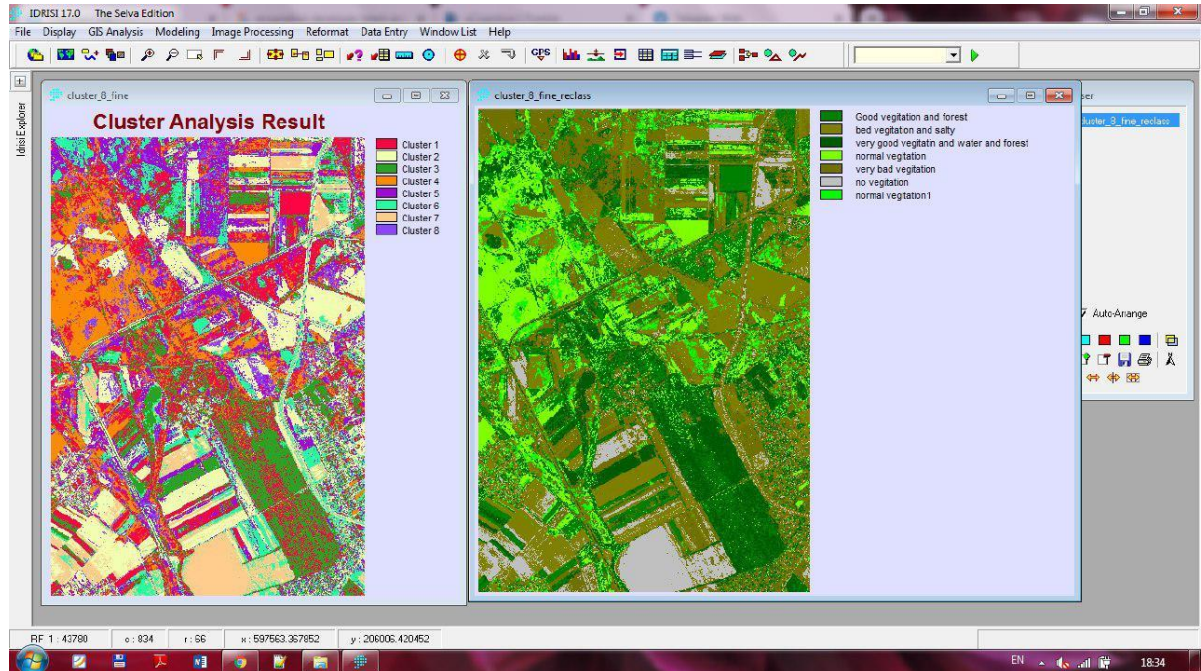 IDRISI 17.0 The Selva Edition
File Display GIS Analysis Modeling Image Processing Reformat Data Entry Window List Help
GPS
Idrisi Explorer
cluster_8_fine
Cluster Analysis Result
Cluster 1
Cluster 2
Cluster 3
Cluster 4
Cluster 5
Cluster 6
Cluster 7
Cluster 8
cluster_8_fine_reclass
Good vegitation and forest
bed vegitation and salty
very good vegitatin and water and forest
normal vegtation
very bad vegitation
no vegitation
normal vegtation1
cluster_8_fine_reclass
Auto-Arrange
RF 1 : 43780 c : 834 r : 66 x : 597563.367852 y : 206006.420452
EN 18:34